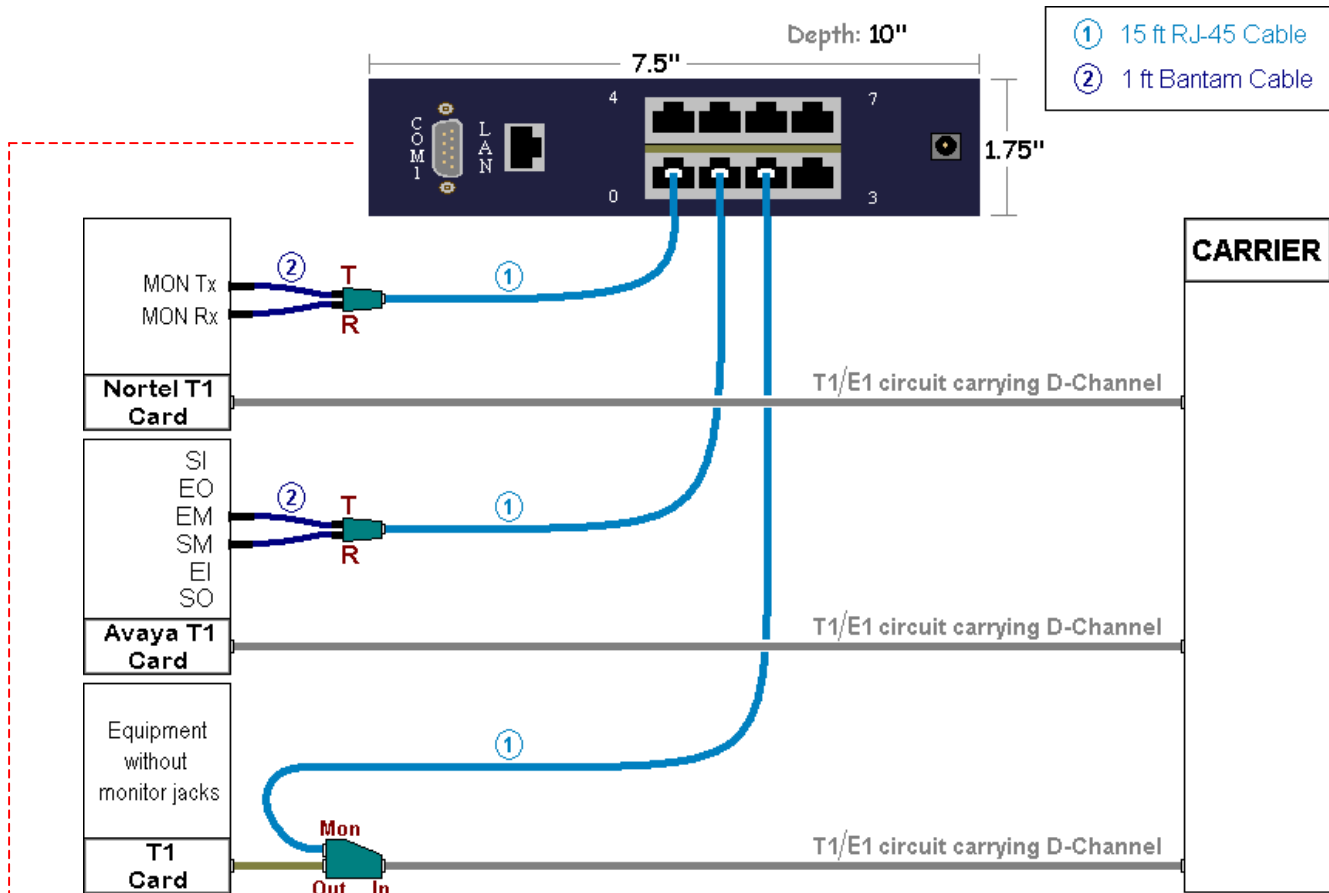 Depth: 10"
7.5"
① 15 ft RJ-45 Cable
② 1 ft Bantam Cable
COM1
LAN
4
7
0
3
1.75"
CARRIER
MON Tx
MON Rx
②
T
R
①
Nortel T1
Card
T1/E1 circuit carrying D-Channel
SI
EO
EM
SM
EI
SO
②
T
R
①
Avaya T1
Card
T1/E1 circuit carrying D-Channel
Equipment
without
monitor jacks
①
Mon
Out In
T1
Card
T1/E1 circuit carrying D-Channel